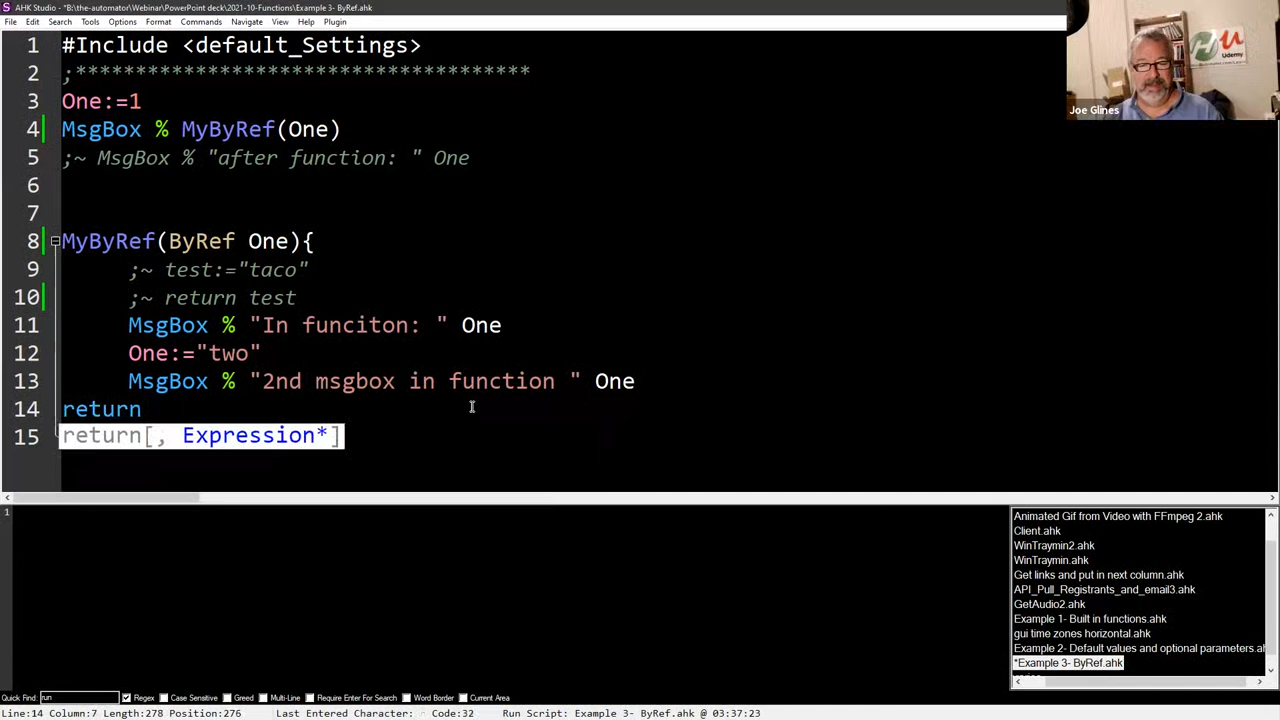 AHK Studio - *B:\the-automator\Webinar\PowerPoint deck\2021-10-Functions\Example 3- ByRef.ahk
File Edit Search Tools Options Format Commands Navigate View Help Plugin
1 #Include <default_Settings>
2 ;**************************************
3 One:=1
4 MsgBox % MyByRef(One)
5 ;~ MsgBox % "after function: " One
6
7
8 MyByRef(ByRef One){
9 ;~ test:="taco"
10 ;~ return test
11 MsgBox % "In funciton: " One
12 One:="two"
13 MsgBox % "2nd msgbox in function " One
14 return
15 return[, Expression*]
Udemy
Joe Glines
1
Animated Gif from Video with FFmpeg 2.ahk
Client.ahk
WinTraymin2.ahk
WinTraymin.ahk
Get links and put in next column.ahk
API_Pull_Registrants_and_email3.ahk
GetAudio2.ahk
Example 1- Built in functions.ahk
gui time zones horizontal.ahk
Example 2- Default values and optional parameters.ah
*Example 3- ByRef.ahk
Quick Find: run Regex Case Sensitive Greed Multi-Line Require Enter For Search Word Border Current Area
Line:14 Column:7 Length:278 Position:276 Last Entered Character: Code:32 Run Script: Example 3- ByRef.ahk @ 03:37:23